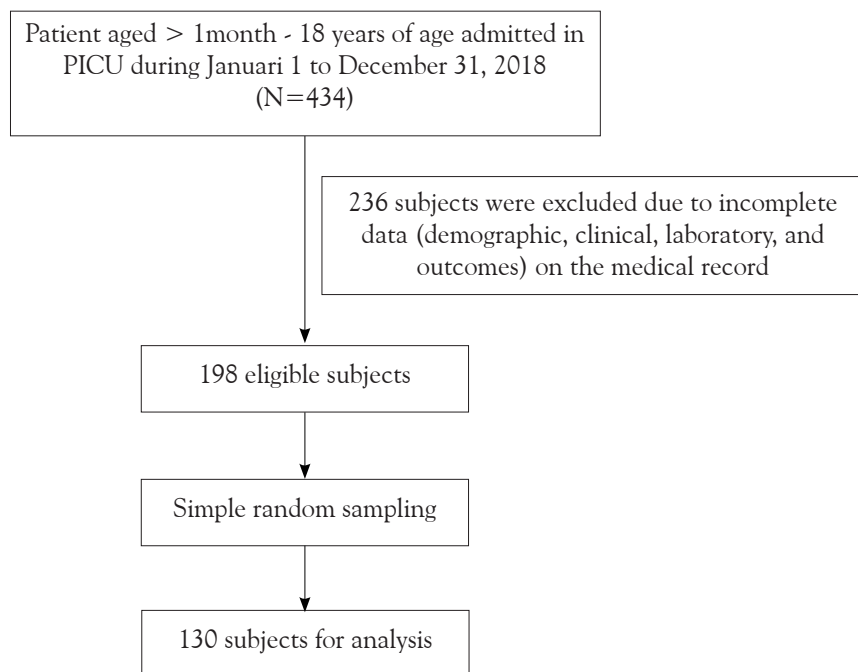 Patient aged > 1month - 18 years of age admitted in
PICU during Januari 1 to December 31, 2018
(N=434)
236 subjects were excluded due to incomplete
data (demographic, clinical, laboratory, and
outcomes) on the medical record
198 eligible subjects
Simple random sampling
130 subjects for analysis